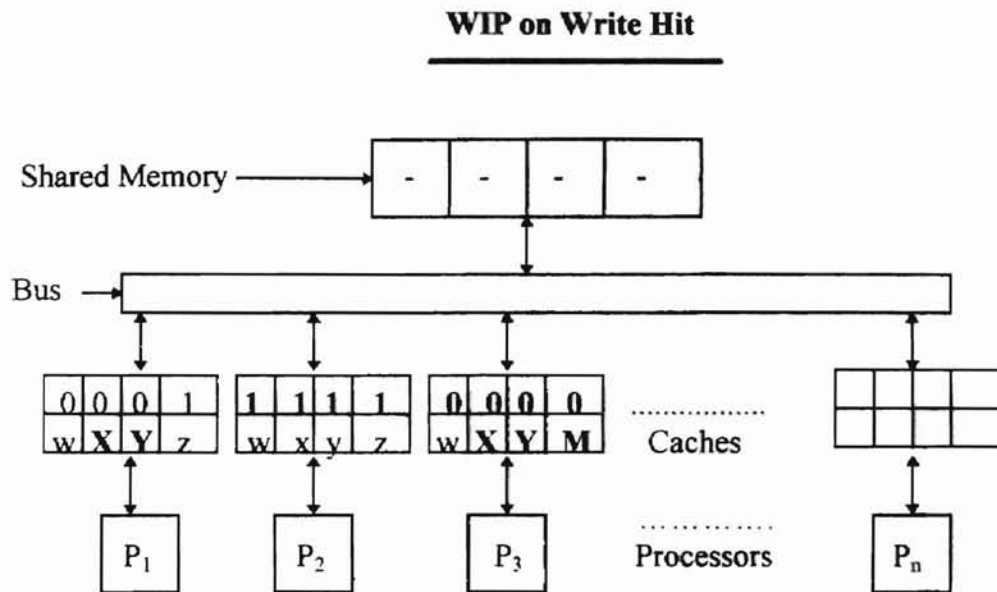 WIP on Write Hit
Shared Memory
- - - -
Bus
0 0 0 1 1 1 1 1 0 0 0 0
w X Y z w x y z w X Y M
Caches
P1 P2 P3 Processors Pn